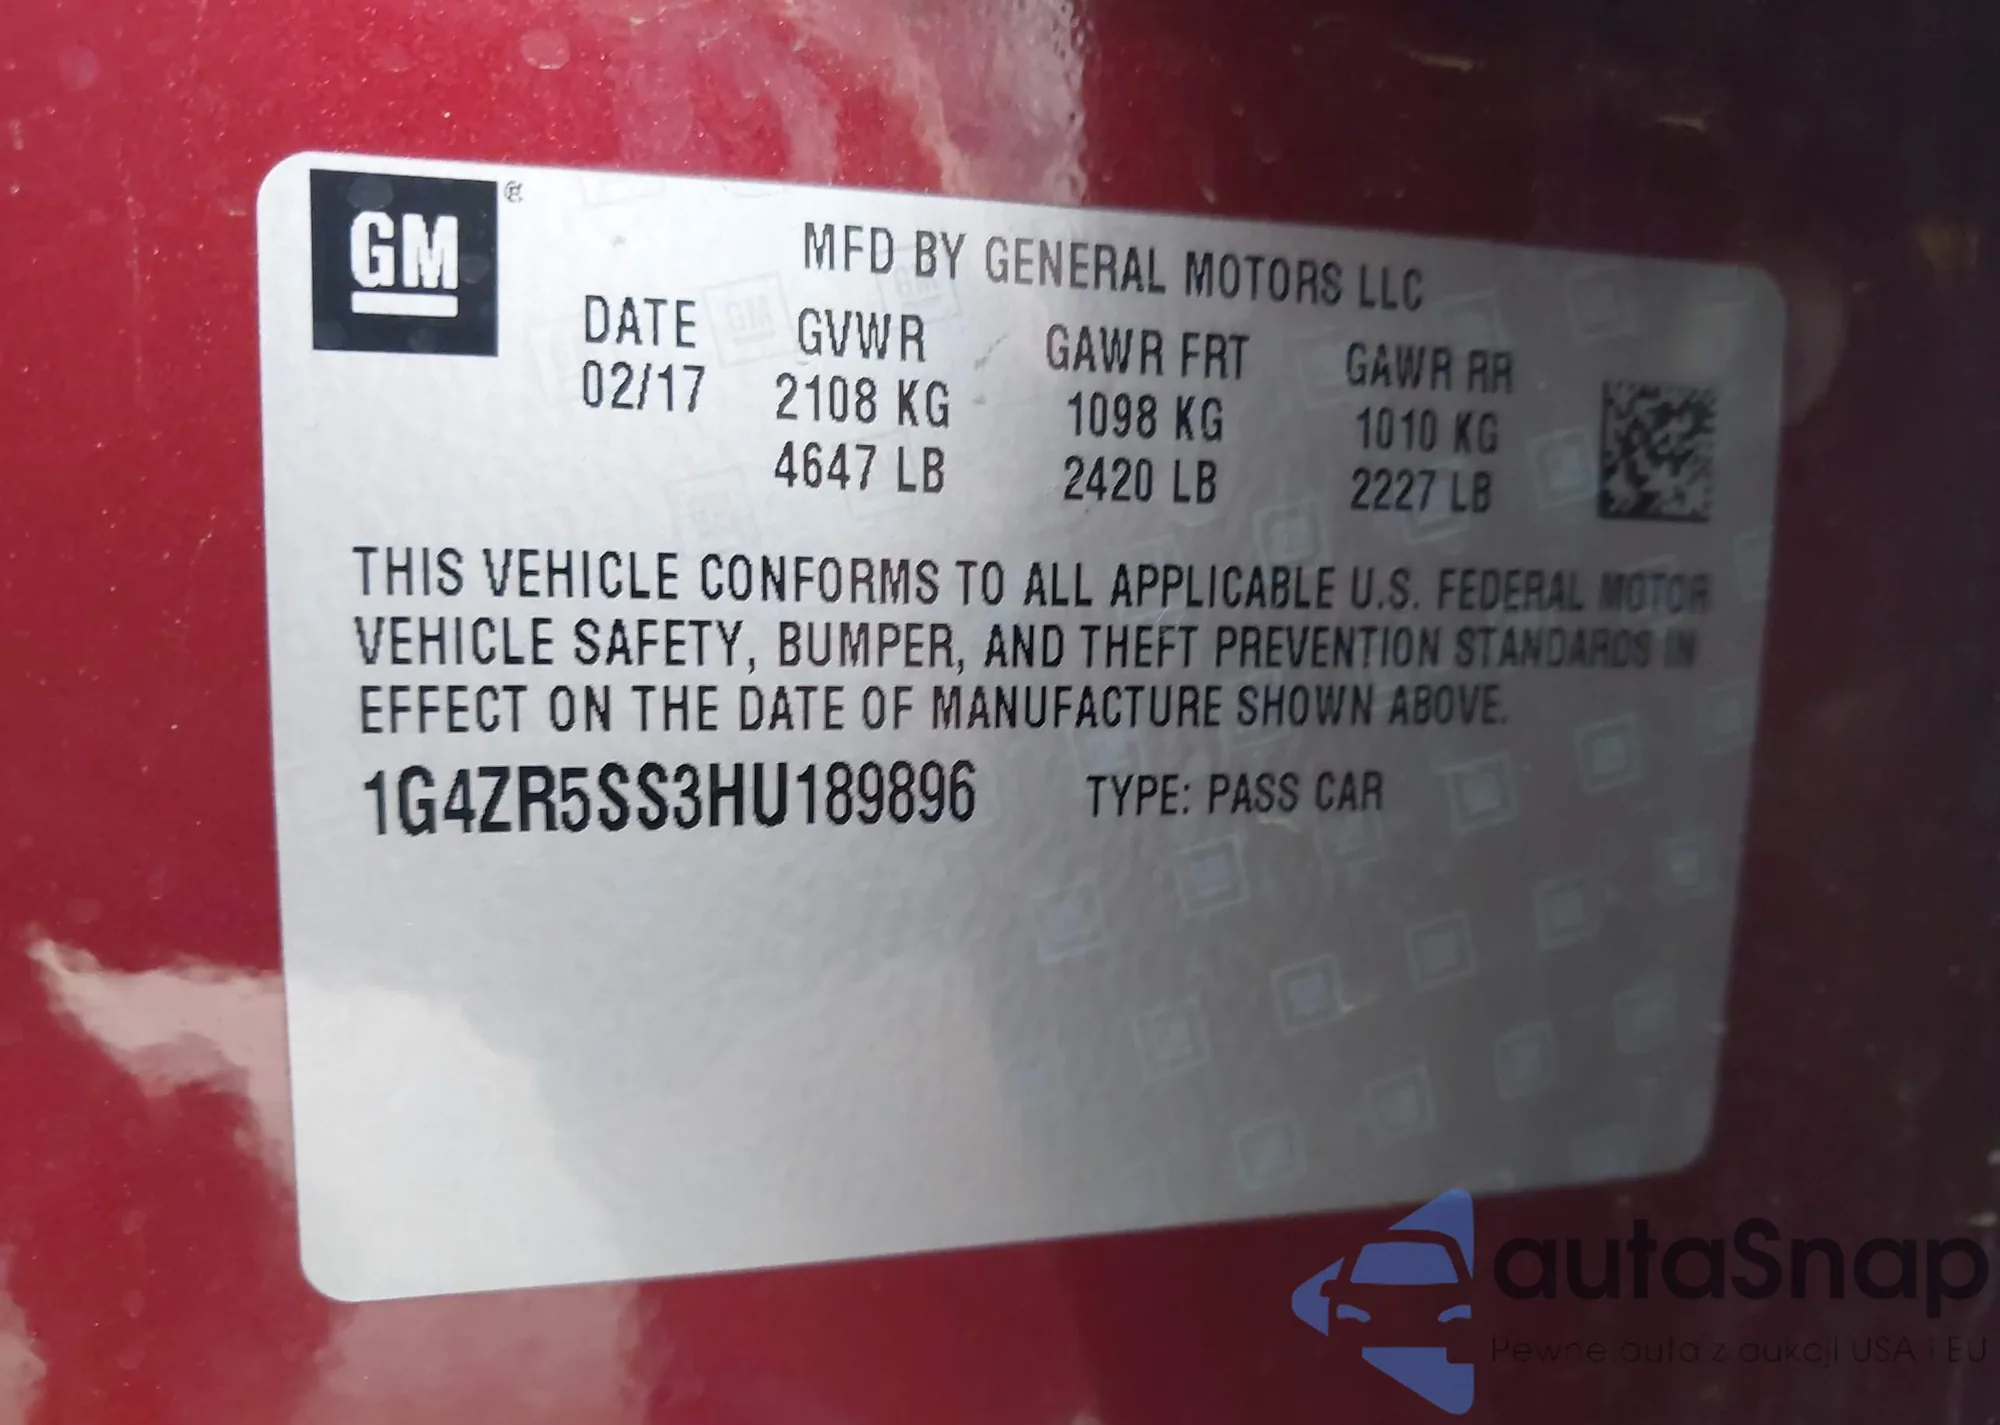 GM
MFD BY GENERAL MOTORS LLC
DATE GVWR GAWR FRT GAWR RR
02/17 2108 KG 1098 KG 1010 KG
4647 LB 2420 LB 2227 LB
THIS VEHICLE CONFORMS TO ALL APPLICABLE U.S. FEDERAL MOTOR
VEHICLE SAFETY, BUMPER, AND THEFT PREVENTION STANDARDS IN
EFFECT ON THE DATE OF MANUFACTURE SHOWN ABOVE.
1G4ZR5SS3HU189896 TYPE: PASS CAR
autaSnap
Pewne auta z aukcji USA i EU